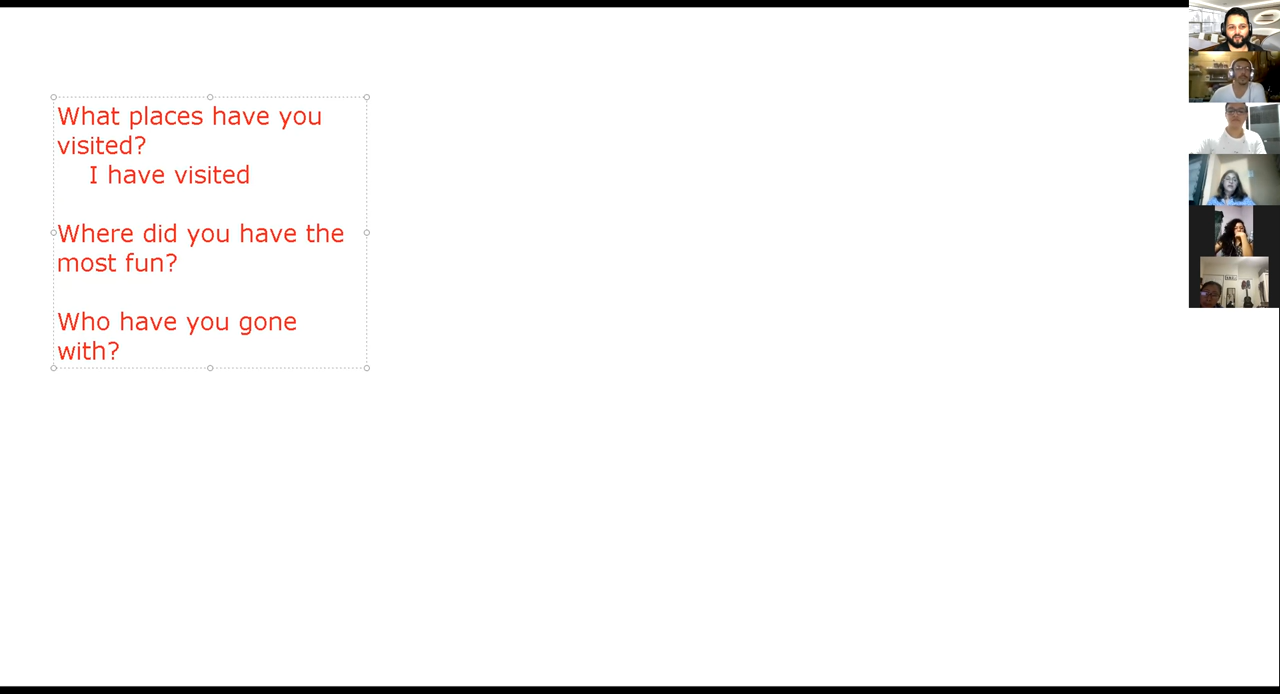 What places have you
visited?
I have visited
Where did you have the
most fun?
Who have you gone
with?